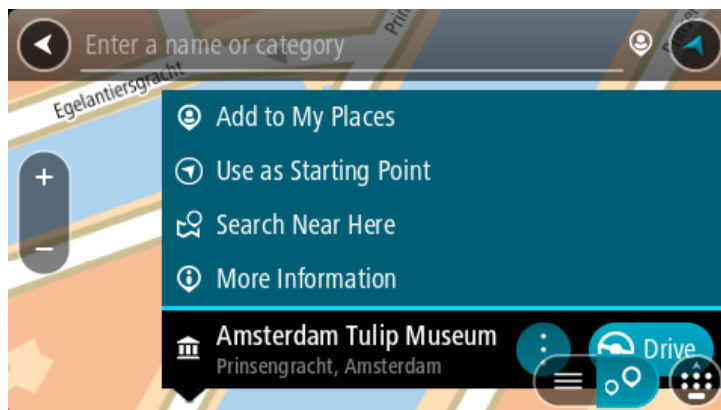 Enter a name or category
Prinsen
Egelantiersgracht
Add to My Places
Use as Starting Point
Search Near Here
More Information
Amsterdam Tulip Museum
Prinsengracht, Amsterdam
Drive